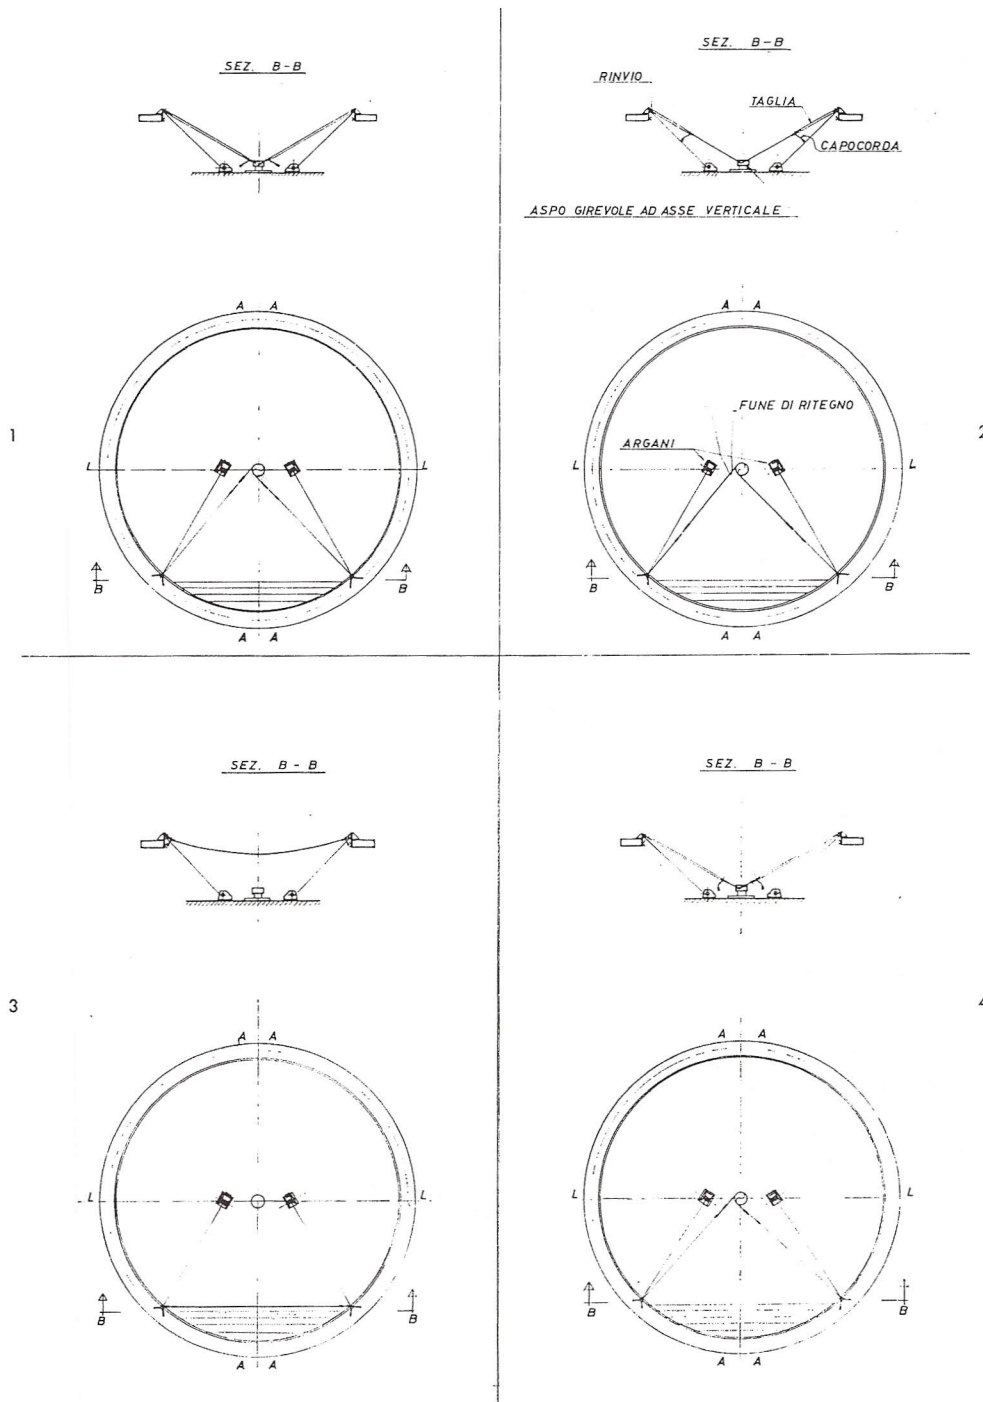 SEZ. B-B
1
A A
L L
B B
A A
SEZ. B-B
RINVIO
TAGLIA
CAPOCORDA
ASPO GIREVOLE AD ASSE VERTICALE
2
A A
FUNE DI RITEGNO
ARGANI
L L
B B
A A
SEZ. B - B
3
A A
L L
B B
A A
SEZ. B - B
4
A A
L L
B B
A A